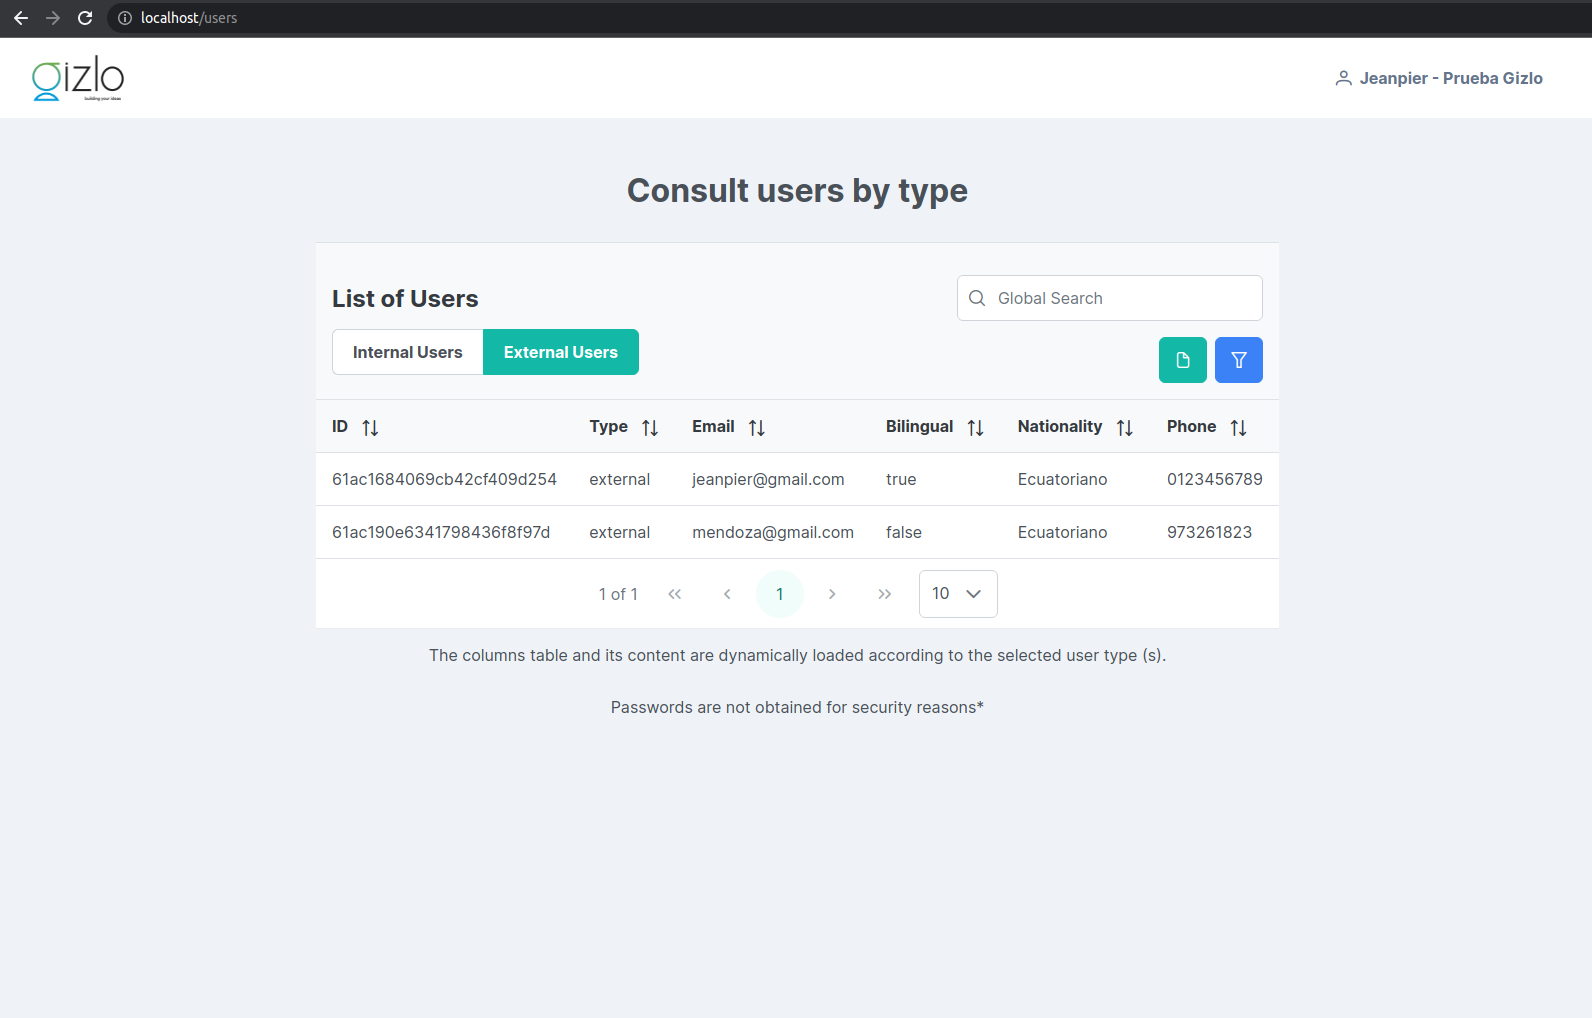 localhost/users
gizlo
building your ideas
Jeanpier - Prueba Gizlo
Consult users by type
List of Users
Global Search
Internal Users External Users
ID Type Email Bilingual Nationality Phone
61ac1684069cb42cf409d254 external jeanpier@gmail.com true Ecuatoriano 0123456789
61ac190e6341798436f8f97d external mendoza@gmail.com false Ecuatoriano 973261823
1 of 1 « ‹ 1 › » 10
The columns table and its content are dynamically loaded according to the selected user type (s).
Passwords are not obtained for security reasons*